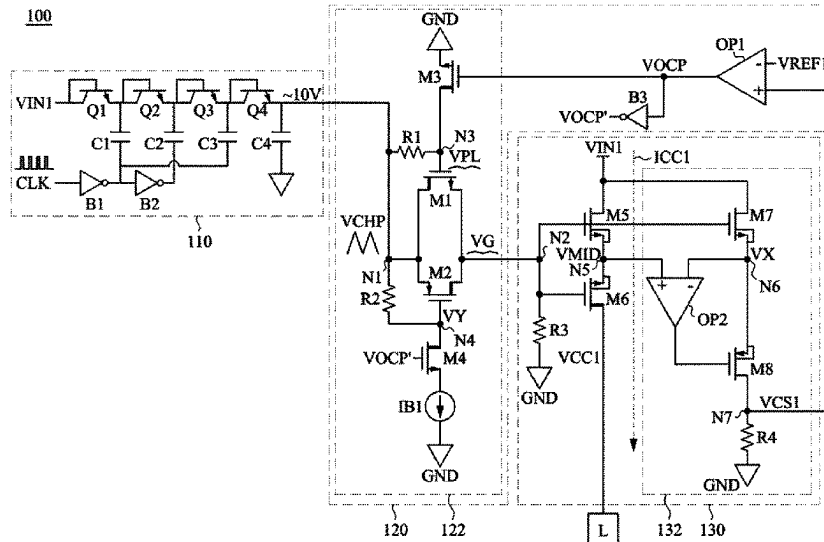 100
GND
OP1
VOCP
VREF1
M3
B3
VOCP'
VIN1
Q1
Q2
Q3
Q4
~10V
C1
C2
C3
C4
R1
N3
VPL
M1
CLK
B1
B2
110
VIN1
ICC1
M5
M7
VCHP
VG
N2
VMID
VX
N1
M2
N5
N6
R2
M6
OP2
VY
R3
N4
VOCP'
M4
VCC1
M8
GND
IB1
N7
VCS1
R4
GND
GND
120
122
L
132
130